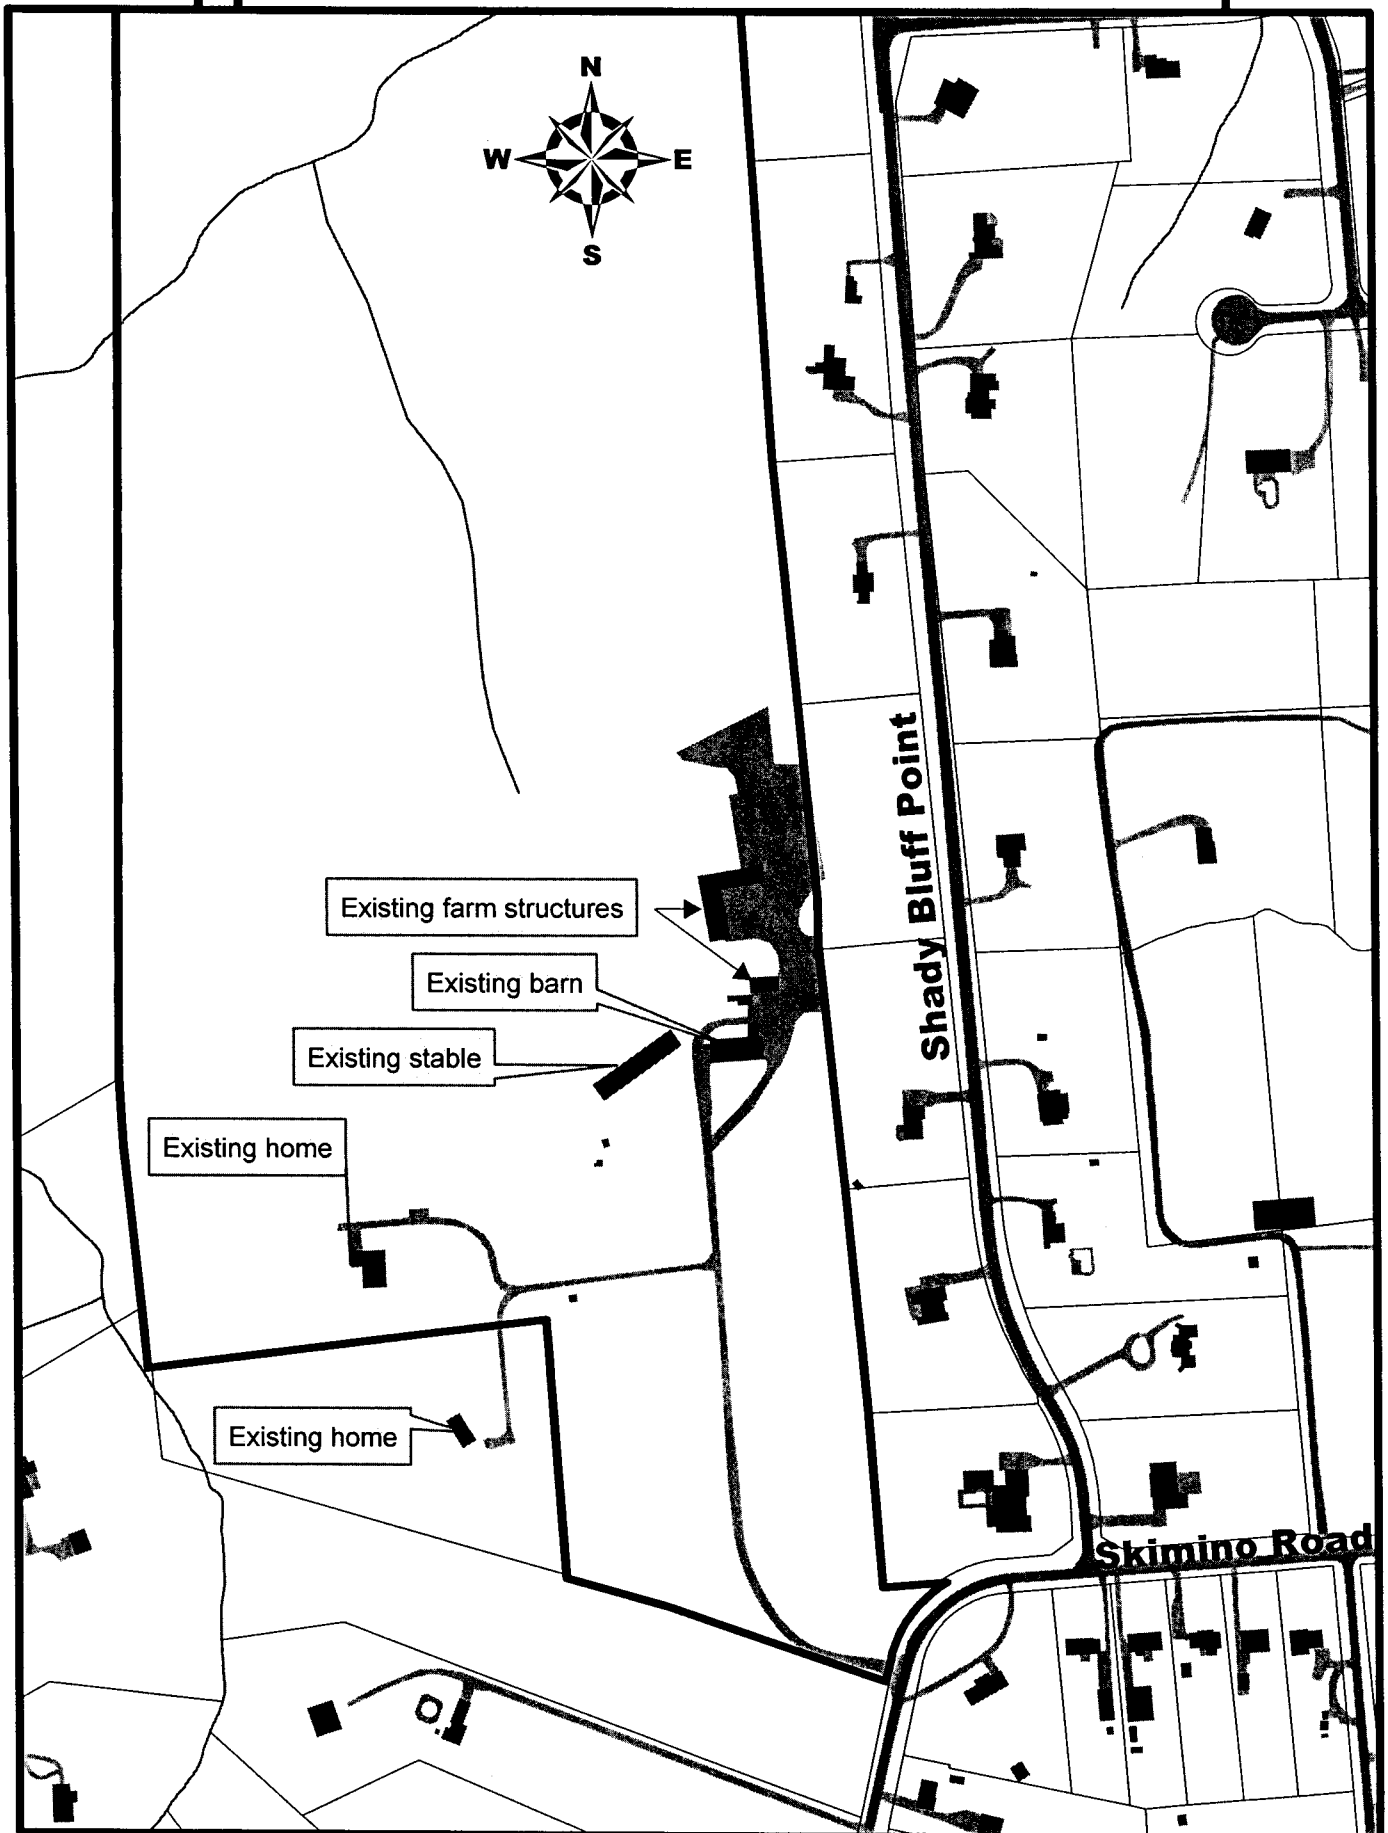 N
W E
S
Shady Bluff Point
Existing farm structures
Existing barn
Existing stable
Existing home
Existing home
Skimino Road